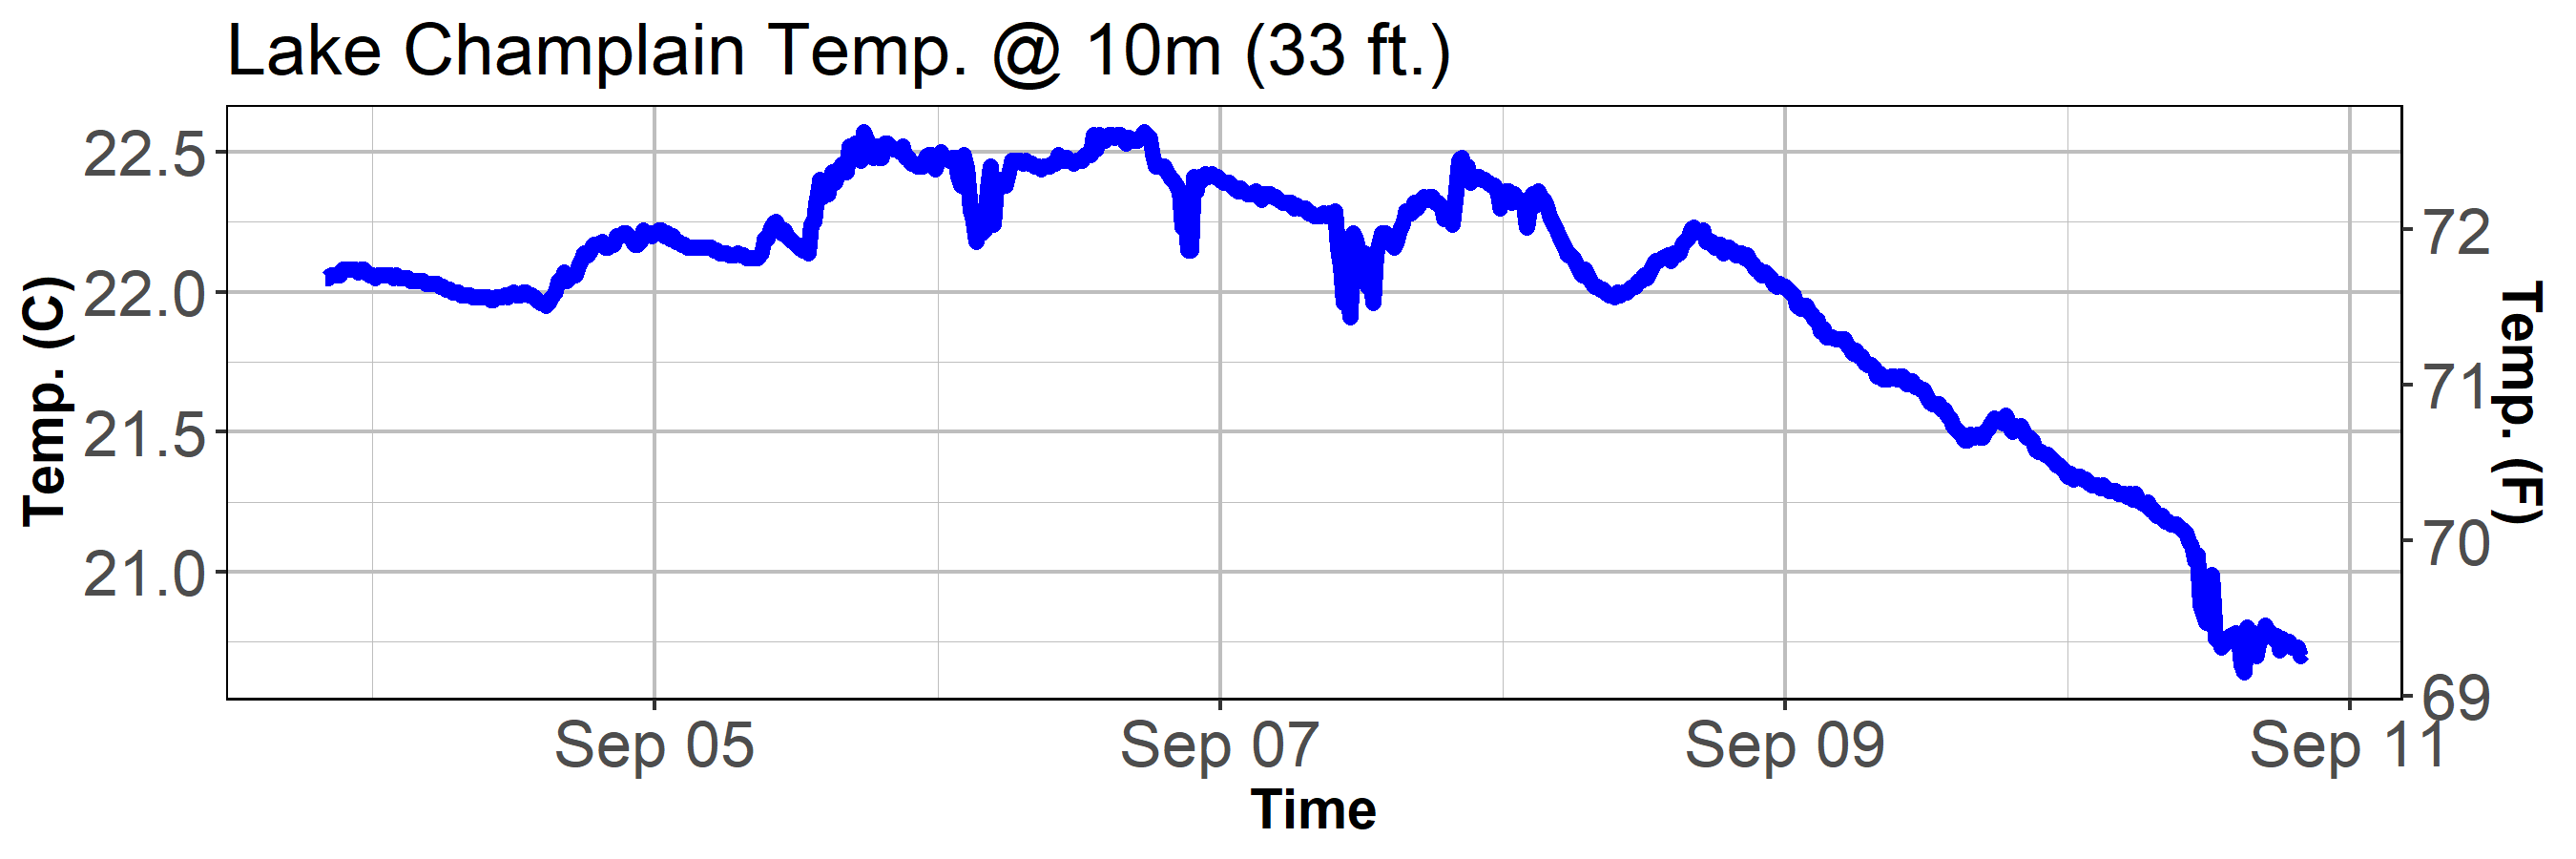 Lake Champlain Temp. @ 10m (33 ft.)
Temp. (C)
22.5
22.0
21.5
21.0
72
71
70
69
Temp. (F)
Sep 05 Sep 07 Sep 09 Sep 11
Time